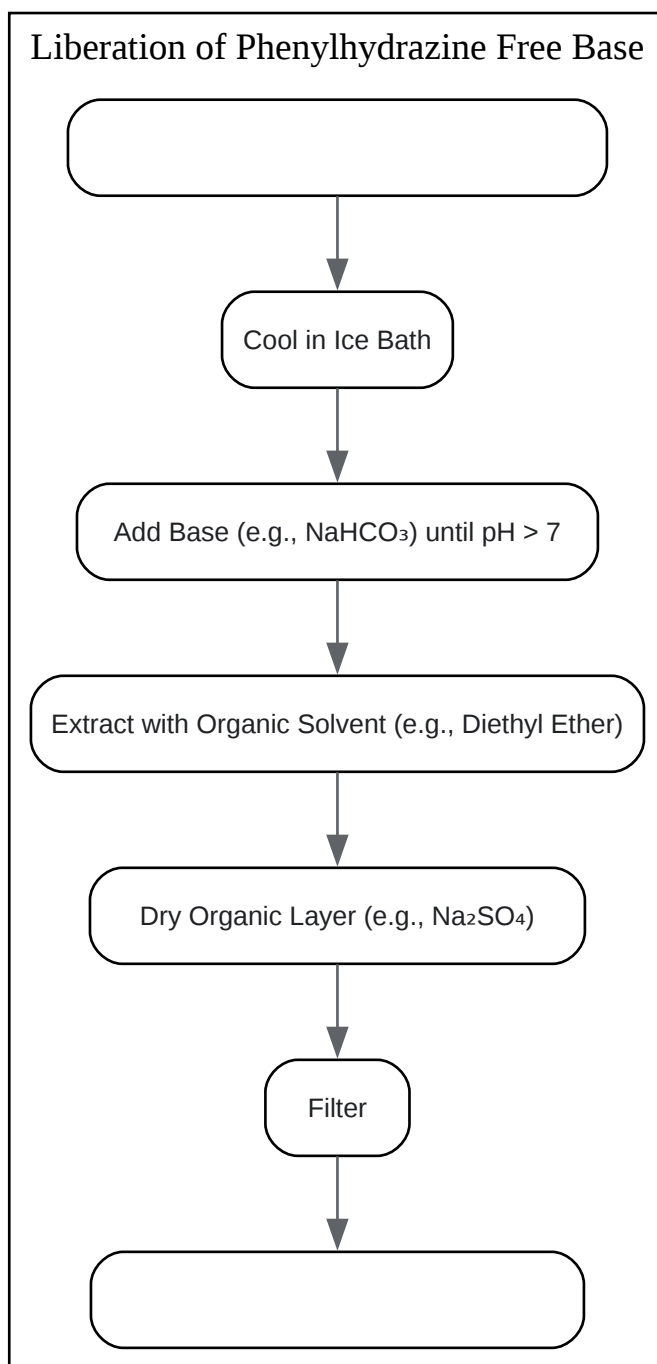 Liberation of Phenylhydrazine Free Base
Cool in Ice Bath
Add Base (e.g., NaHCO₃) until pH > 7
Extract with Organic Solvent (e.g., Diethyl Ether)
Dry Organic Layer (e.g., Na₂SO₄)
Filter